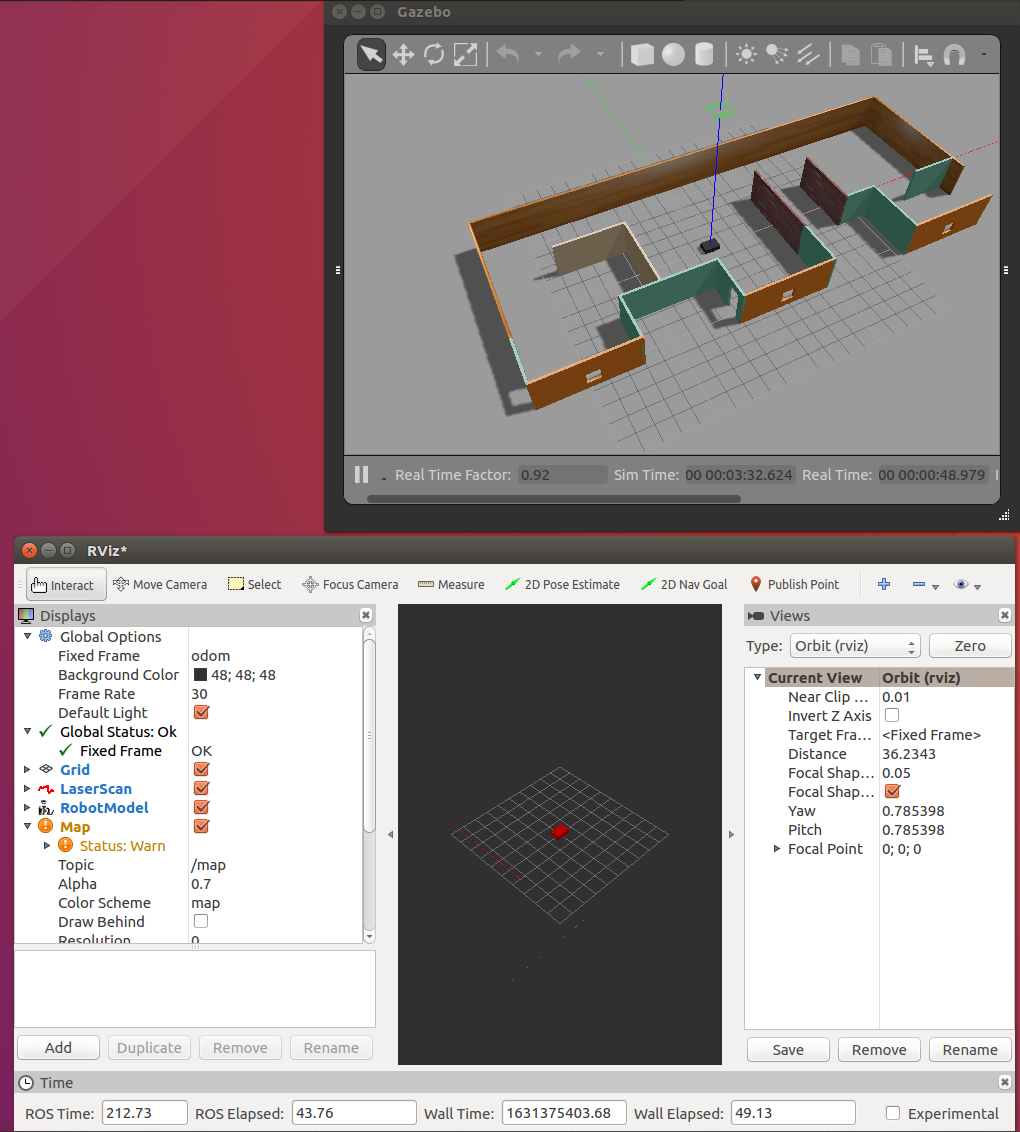 Gazebo
Real Time Factor: 0.92 Sim Time: 00 00:03:32.624 Real Time: 00 00:00:48.979
RViz*
Interact Move Camera Select Focus Camera Measure 2D Pose Estimate 2D Nav Goal Publish Point
Displays
Global Options
Fixed Frame odom
Background Color 48; 48; 48
Frame Rate 30
Default Light
Global Status: Ok
Fixed Frame OK
Grid
LaserScan
RobotModel
Map
Status: Warn
Topic /map
Alpha 0.7
Color Scheme map
Draw Behind
Resolution 0
Add Duplicate Remove Rename
Views
Type: Orbit (rviz) Zero
Current View Orbit (rviz)
Near Clip ... 0.01
Invert Z Axis
Target Fra... <Fixed Frame>
Distance 36.2343
Focal Shap... 0.05
Focal Shap...
Yaw 0.785398
Pitch 0.785398
Focal Point 0; 0; 0
Save Remove Rename
Time
ROS Time: 212.73 ROS Elapsed: 43.76 Wall Time: 1631375403.68 Wall Elapsed: 49.13 Experimental